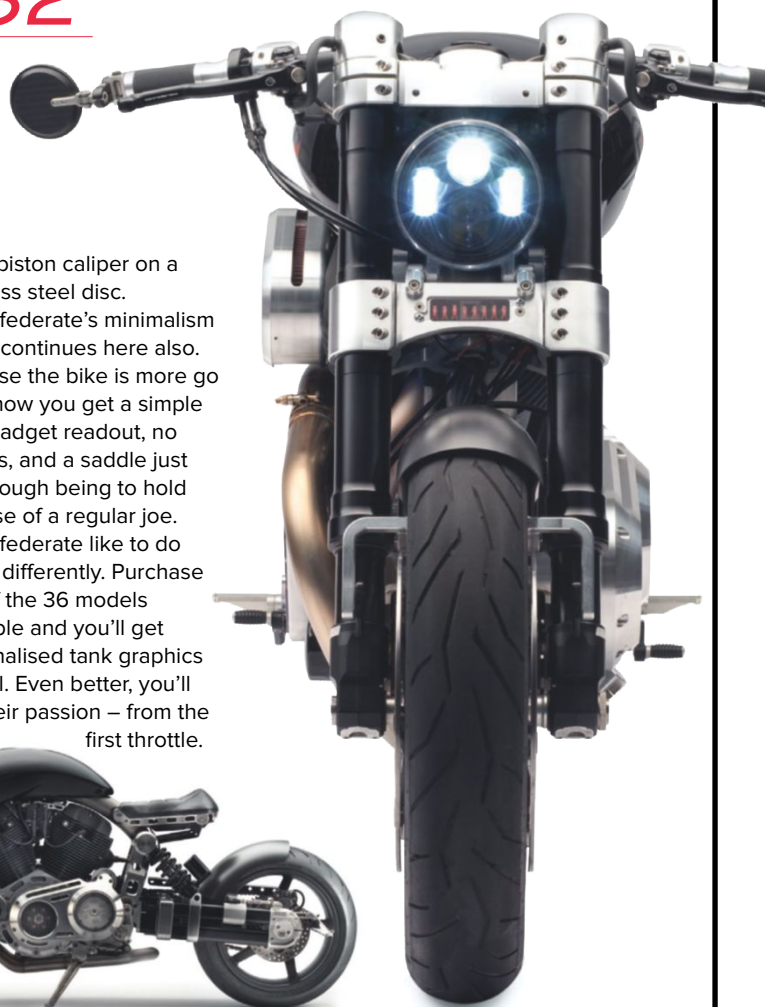 32
piston caliper on a
ss steel disc.
federate's minimalism
continues here also.
se the bike is more go
how you get a simple
adget readout, no
s, and a saddle just
ough being to hold
se of a regular joe.
federate like to do
differently. Purchase
f the 36 models
ble and you'll get
nalised tank graphics
l. Even better, you'll
eir passion – from the
first throttle.